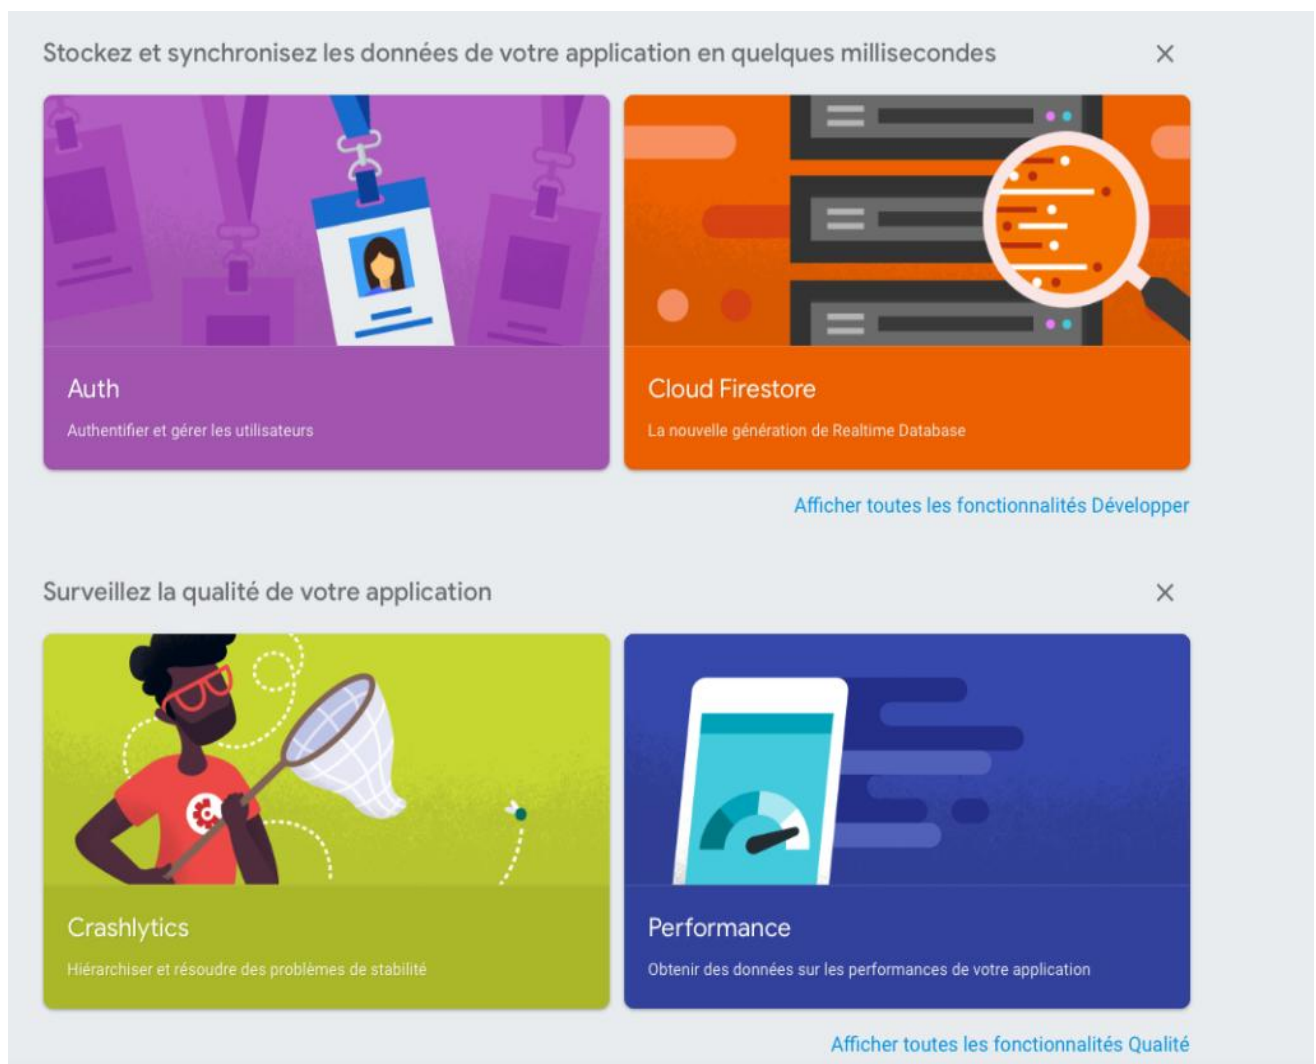 Stockez et synchronisez les données de votre application en quelques millisecondes
Auth
Authentifier et gérer les utilisateurs
Cloud Firestore
La nouvelle génération de Realtime Database
Afficher toutes les fonctionnalités Développer
Surveillez la qualité de votre application
Crashlytics
Hiérarchiser et résoudre des problèmes de stabilité
Performance
Obtenir des données sur les performances de votre application
Afficher toutes les fonctionnalités Qualité